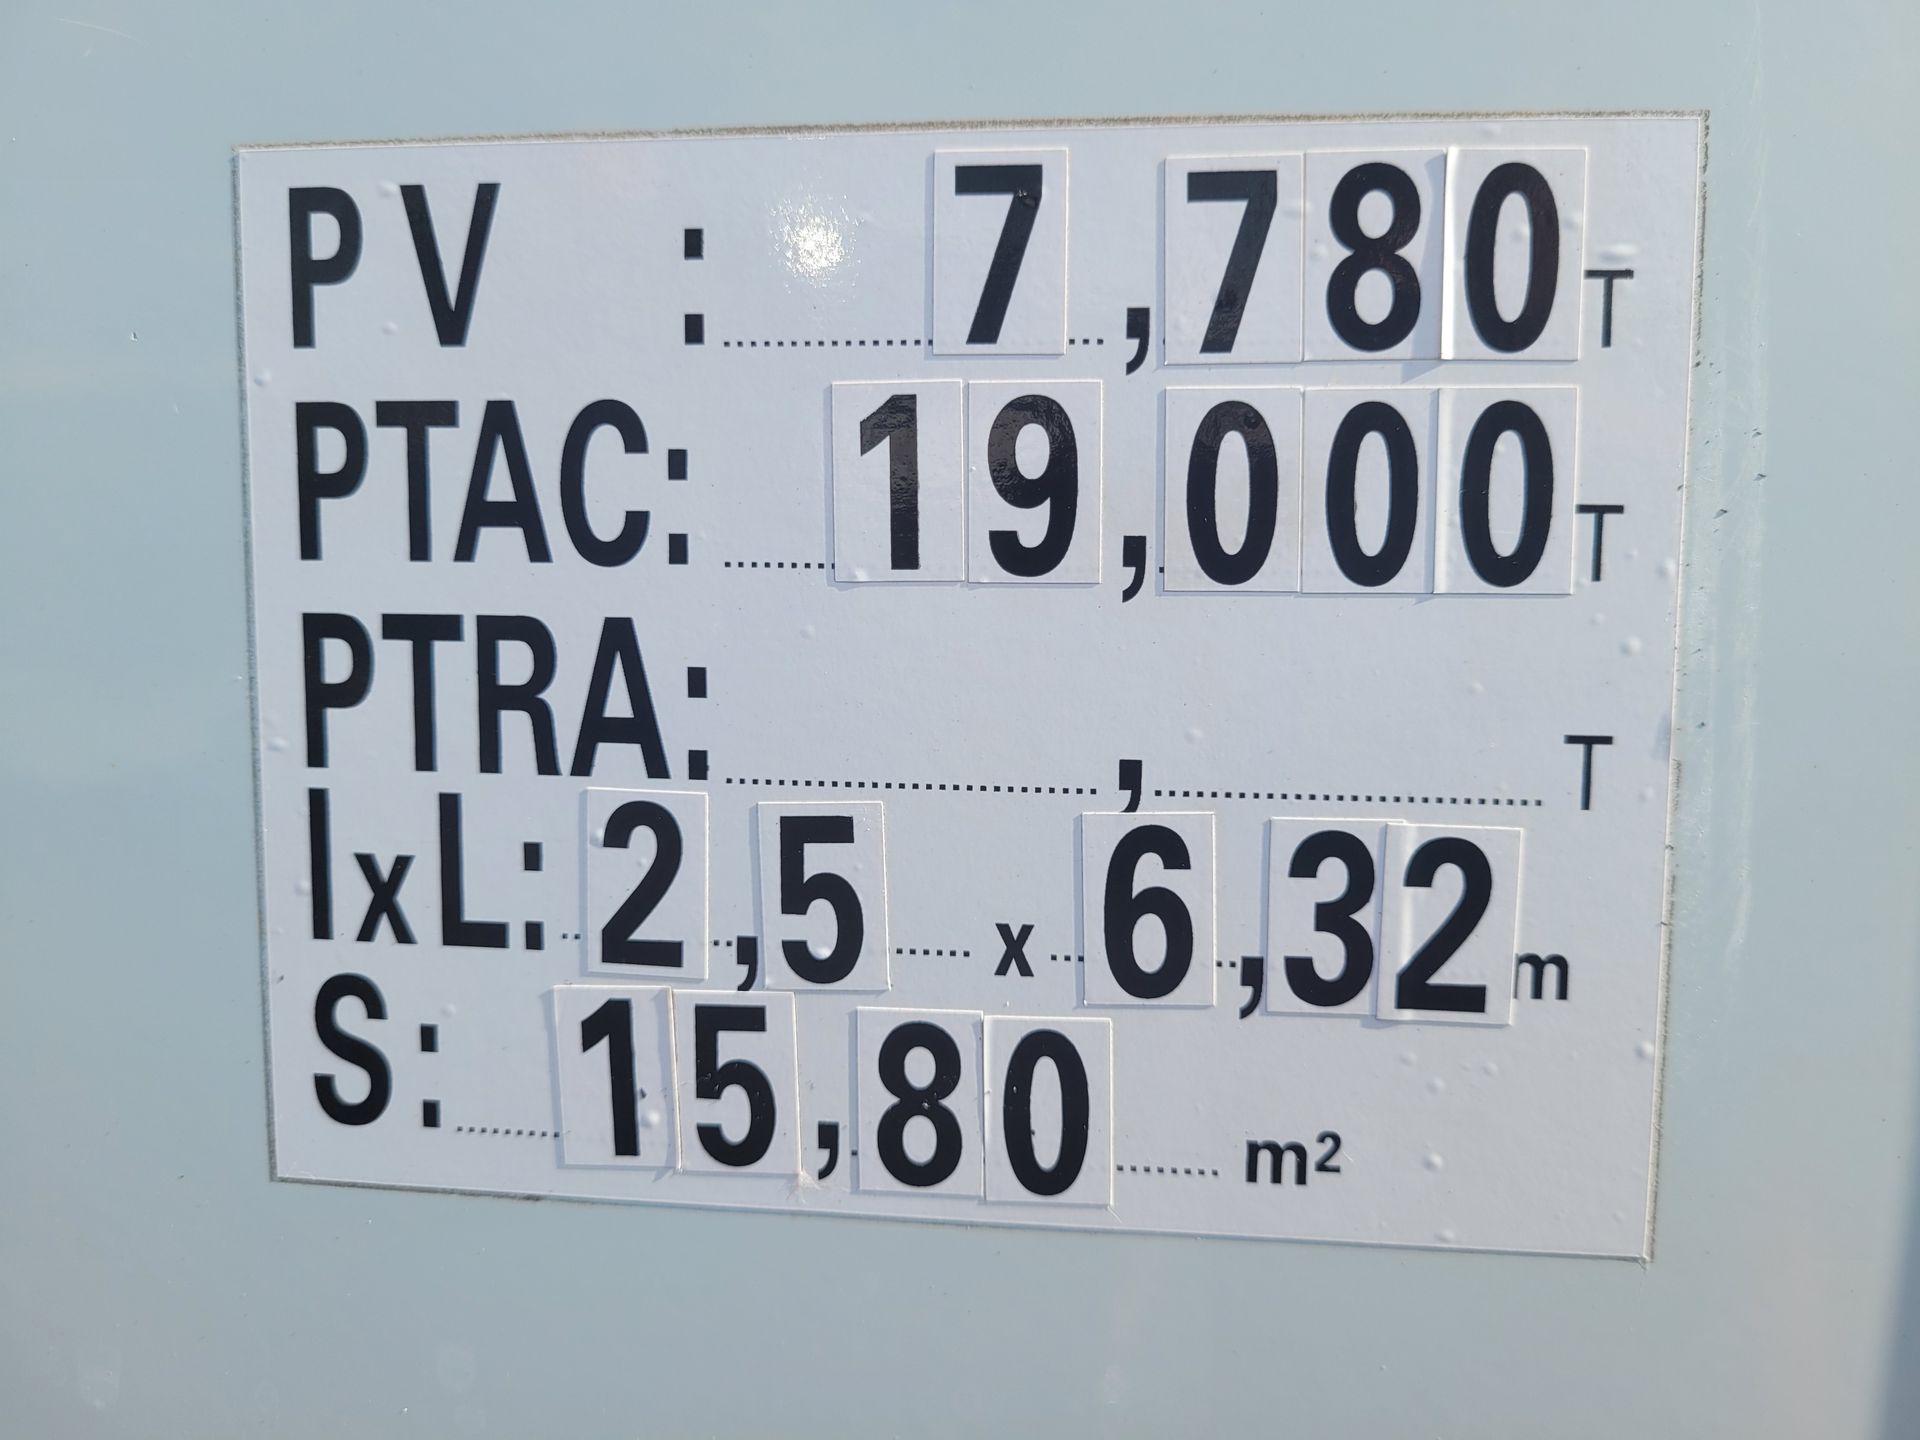 PV : 7,780 T
PTAC: 19,000 T
PTRA: , T
lxL: 2,5 x 6,32 m
S: 15,80 m²